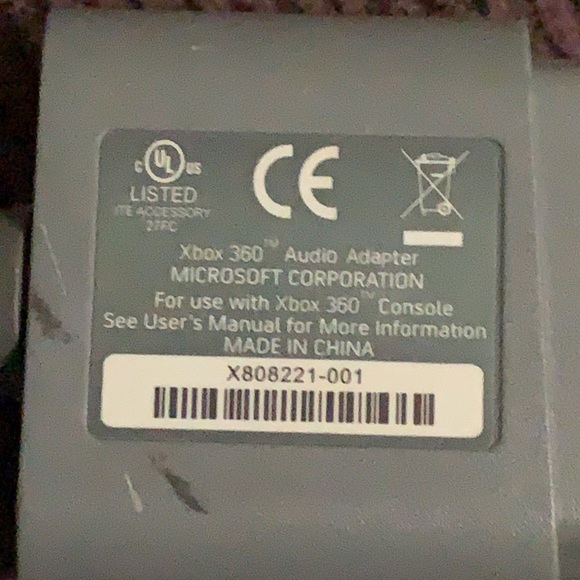 C UL US
LISTED
ITE ACCESSORY
27FC
CE
Xbox 360™ Audio Adapter
MICROSOFT CORPORATION
For use with Xbox 360™ Console
See User's Manual for More Information
MADE IN CHINA
X808221-001